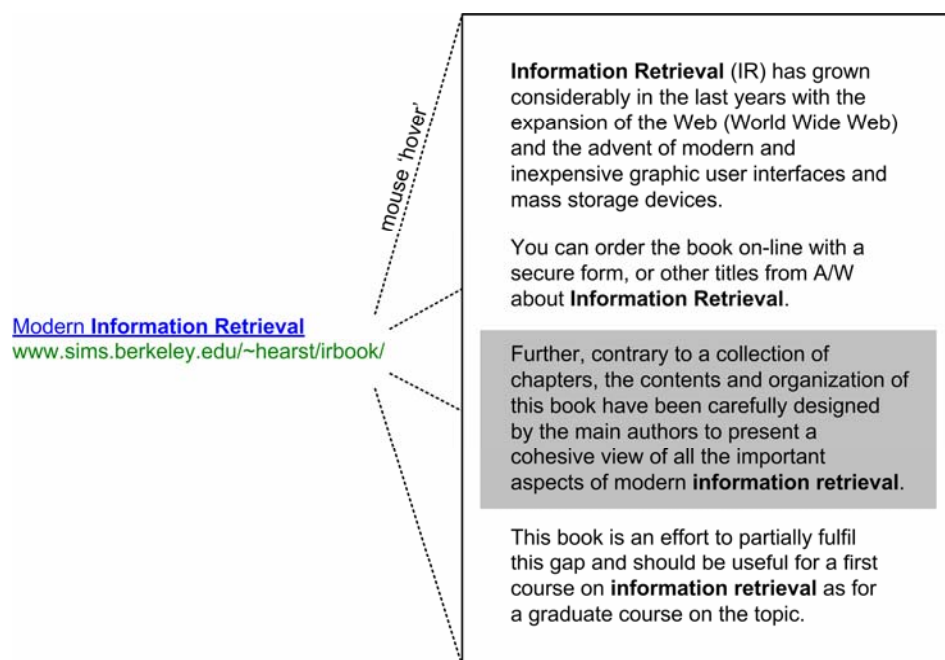 mouse 'hover'
Modern Information Retrieval
www.sims.berkeley.edu/~hearst/irbook/
Information Retrieval (IR) has grown
considerably in the last years with the
expansion of the Web (World Wide Web)
and the advent of modern and
inexpensive graphic user interfaces and
mass storage devices.
You can order the book on-line with a
secure form, or other titles from A/W
about Information Retrieval.
Further, contrary to a collection of
chapters, the contents and organization of
this book have been carefully designed
by the main authors to present a
cohesive view of all the important
aspects of modern information retrieval.
This book is an effort to partially fulfil
this gap and should be useful for a first
course on information retrieval as for
a graduate course on the topic.